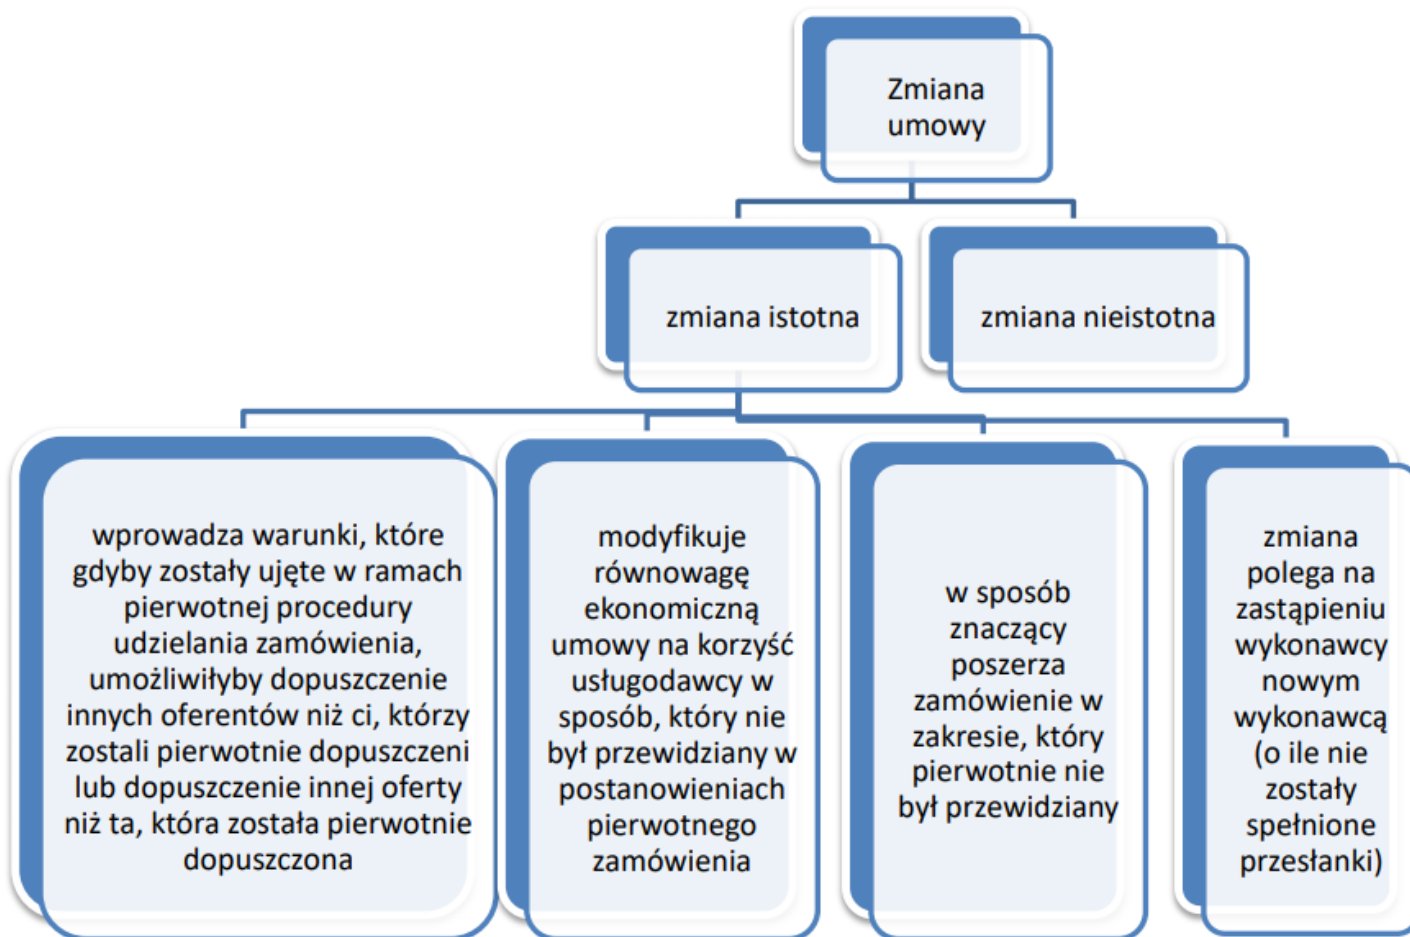 Zmiana
umowy
zmiana istotna
zmiana nieistotna
wprowadza warunki, które
gdyby zostały ujęte w ramach
pierwotnej procedury
udzielania zamówienia,
umożliwiłyby dopuszczenie
innych oferentów niż ci, którzy
zostali pierwotnie dopuszczeni
lub dopuszczenie innej oferty
niż ta, która została pierwotnie
dopuszczona
modyfikuje
równowagę
ekonomiczną
umowy na korzyść
usługodawcy w
sposób, który nie
był przewidziany w
postanowieniach
pierwotnego
zamówienia
w sposób
znaczący
poszerza
zamówienie w
zakresie, który
pierwotnie nie
był przewidziany
zmiana
polega na
zastąpieniu
wykonawcy
nowym
wykonawcą
(o ile nie
zostały
spełnione
przesłanki)